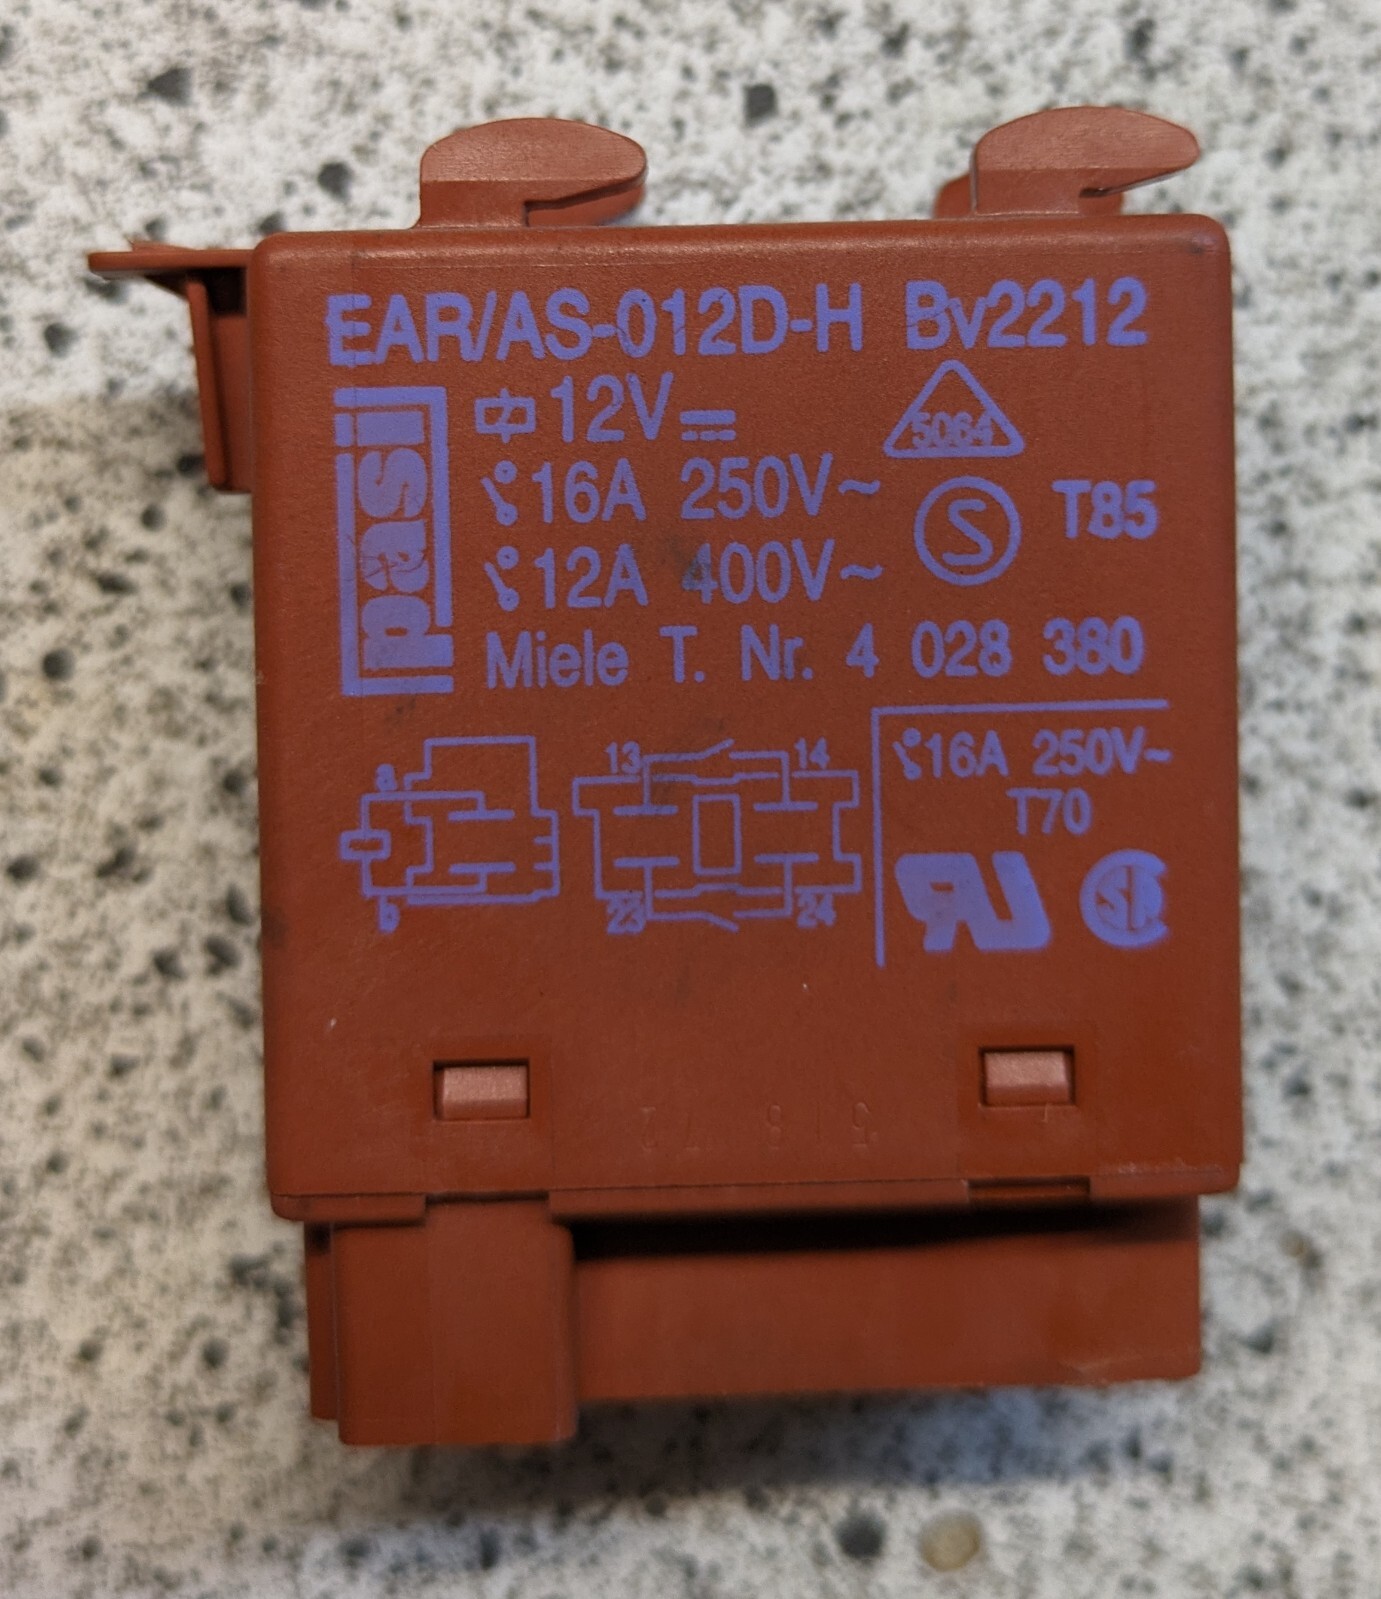 EAR/AS-012D-H Bv2212
pasi
12V
5064
16A 250V~
T85
12A 400V~
Miele T. Nr. 4 028 380
a
b
13
14
23
24
16A 250V~
T70